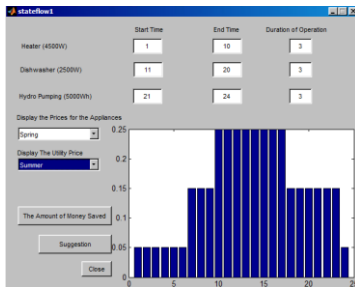 stateflow1
Start Time End Time Duration of Operation
Heater (4500W) 1 10 3
Dishwasher (2500W) 11 20 3
Hydro Pumping (5000Wh) 21 24 3
Display the Prices for the Appliances
Spring
Display The Utility Price
Summer
The Amount of Money Saved
Suggestion
Close
0.25
0.2
0.15
0.1
0.05
0
0 5 10 15 20 25